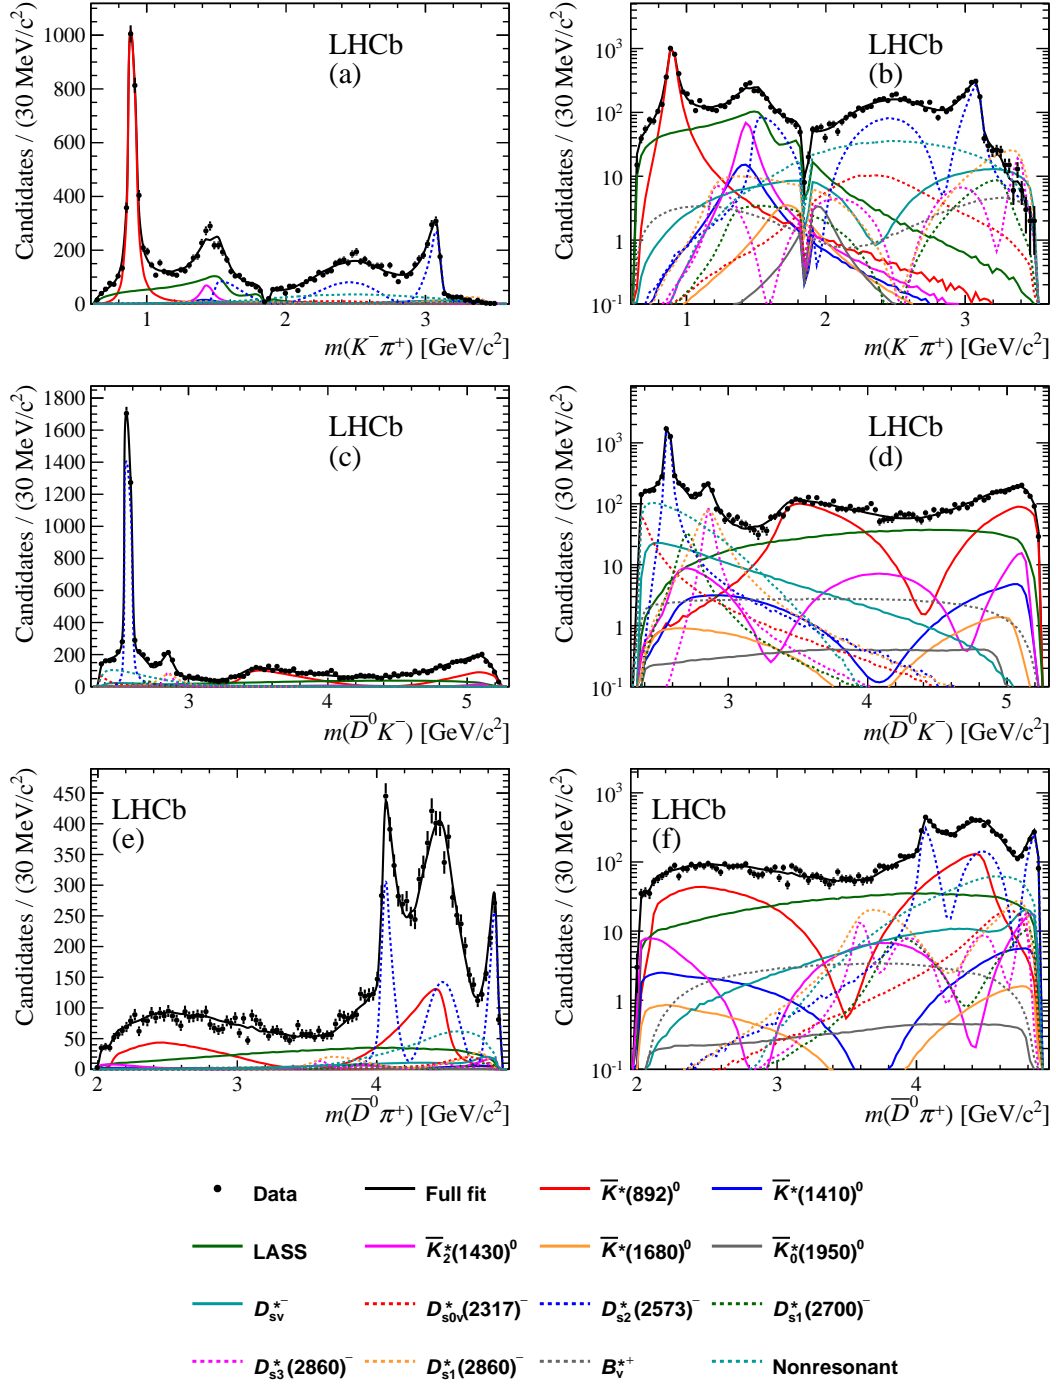 LHCb
(a)
Candidates / (30 MeV/c²)
1000
800
600
400
200
0
1 2 3
m(K⁻π⁺) [GeV/c²]
LHCb
(b)
Candidates / (30 MeV/c²)
10³
10²
10
1
10⁻¹
1 2 3
m(K⁻π⁺) [GeV/c²]
LHCb
(c)
Candidates / (30 MeV/c²)
1800
1600
1400
1200
1000
800
600
400
200
0
3 4 5
m(D̅⁰K⁻) [GeV/c²]
LHCb
(d)
Candidates / (30 MeV/c²)
10³
10²
10
1
10⁻¹
3 4 5
m(D̅⁰K⁻) [GeV/c²]
LHCb
(e)
Candidates / (30 MeV/c²)
450
400
350
300
250
200
150
100
50
0
2 3 4
m(D̅⁰π⁺) [GeV/c²]
LHCb
(f)
Candidates / (30 MeV/c²)
10³
10²
10
1
10⁻¹
2 3 4
m(D̅⁰π⁺) [GeV/c²]
Data Full fit K̅*(892)⁰ K̅*(1410)⁰
LASS K̅₂*(1430)⁰ K̅*(1680)⁰ K̅₀*(1950)⁰
D*ₛᵥ⁻ D*ₛ₀ᵥ(2317)⁻ D*ₛ₂(2573)⁻ D*ₛ₁(2700)⁻
D*ₛ₃(2860)⁻ D*ₛ₁(2860)⁻ B*ᵥ⁺ Nonresonant